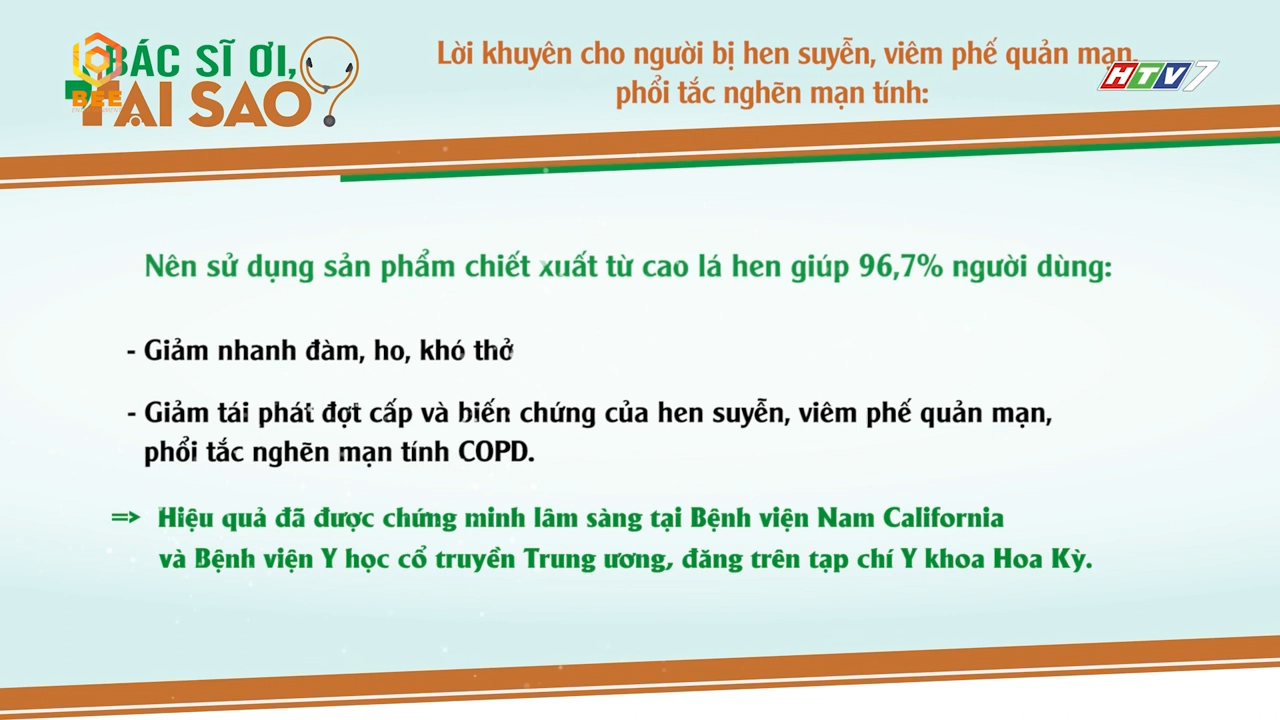 BÁC SĨ ƠI,
TẠI SAO
BEE
Lời khuyên cho người bị hen suyễn, viêm phế quản mạn,
phổi tắc nghẽn mạn tính:
HTV7
Nên sử dụng sản phẩm chiết xuất từ cao lá hen giúp 96,7% người dùng:
- Giảm nhanh đàm, ho, khó thở
- Giảm tái phát đợt cấp và biến chứng của hen suyễn, viêm phế quản mạn,
phổi tắc nghẽn mạn tính COPD.
=> Hiệu quả đã được chứng minh lâm sàng tại Bệnh viện Nam California
và Bệnh viện Y học cổ truyền Trung ương, đăng trên tạp chí Y khoa Hoa Kỳ.